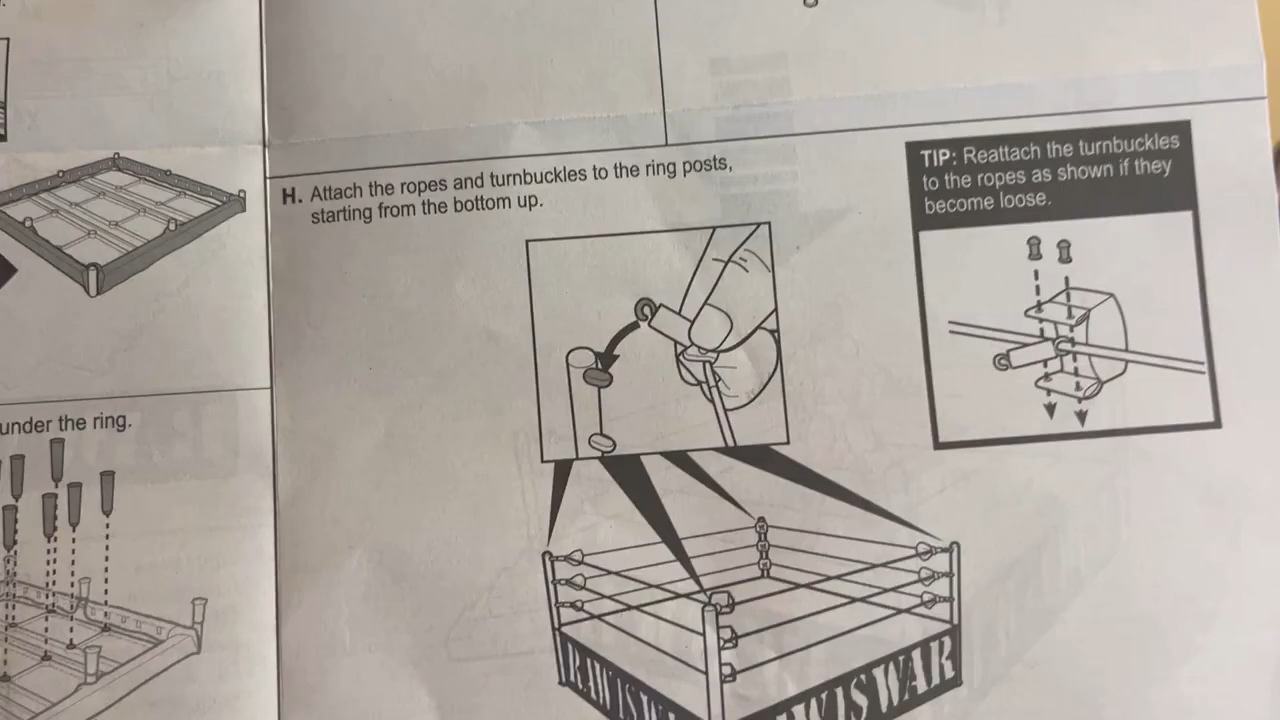 H. Attach the ropes and turnbuckles to the ring posts,
starting from the bottom up.
TIP: Reattach the turnbuckles
to the ropes as shown if they
become loose.
under the ring.
RAW IS W
W IS WAR